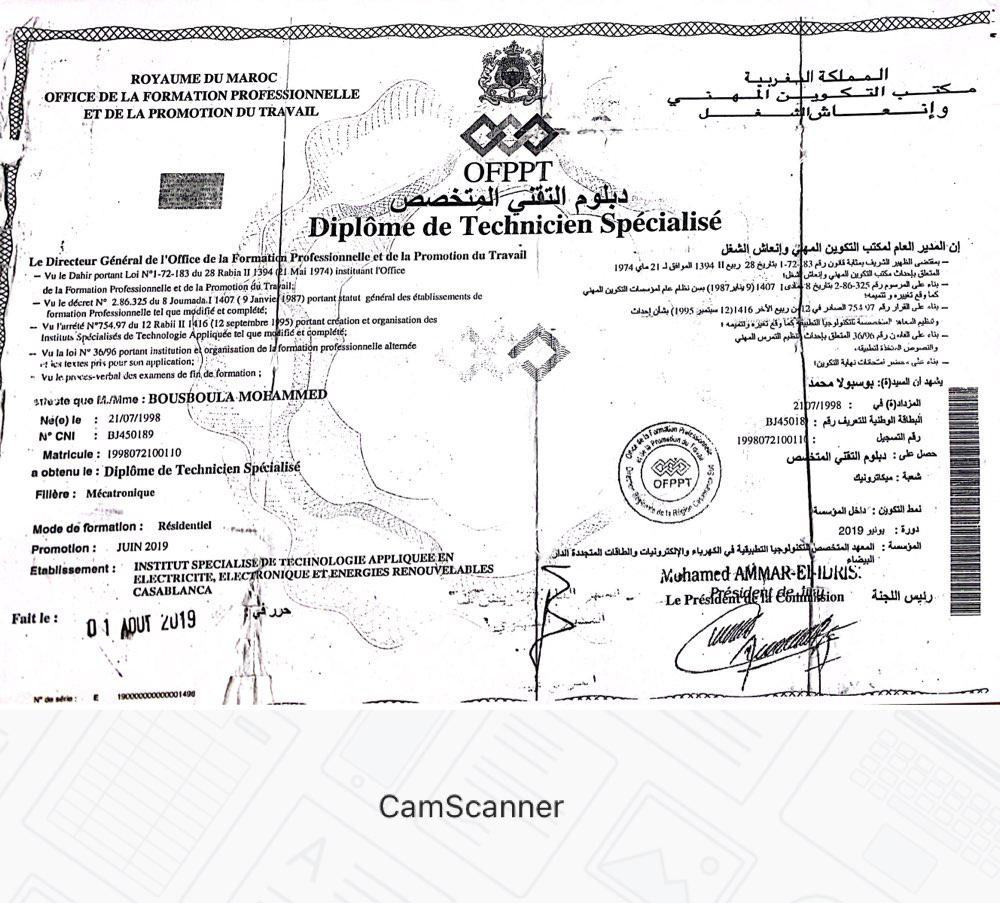 ROYAUME DU MAROC
OFFICE DE LA FORMATION PROFESSIONNELLE
ET DE LA PROMOTION DU TRAVAIL
المملكة المغربية
مكتب التكوين المهني
وإنعاش الشغل
OFPPT
دبلوم التقني المتخصص
Diplôme de Technicien Spécialisé
Le Directeur Général de l'Office de la Formation Professionnelle et de la Promotion du Travail
– Vu le Dahir portant Loi N°1-72-183 du 28 Rabia II 1394 (21 Mai 1974) instituant l'Office
de la Formation Professionnelle et de la Promotion du Travail;
– Vu le décret N° 2.86.325 du 8 Joumada.I 1407 ( 9 Janvier 1987) portant statut général des établissements de
formation Professionnelle tel que modifié et complété;
– Vu l'arrété N°754.97 du 12 Rabii II 1416 (12 septembre 1995) portant création et organisation des
Instituts Spécialisés de Technologie Appliquée tel que modifié et complété;
– Vu la loi N° 36/96 portant institution et organisation de la formation professionnelle alternée
et les textes pris pour son application;
- Vu le procès-verbal des examens de fin de formation ;
atteste que M./Mme : BOUSBOULA MOHAMMED
Né(e) le : 21/07/1998
N° CNI : BJ450189
Matricule : 1998072100110
a obtenu le : Diplôme de Technicien Spécialisé
Filière : Mécatronique
Mode de formation : Résidentiel
Promotion : JUIN 2019
Etablissement : INSTITUT SPECIALISE DE TECHNOLOGIE APPLIQUEE EN
ELECTRICITE, ELECTRONIQUE ET ENERGIES RENOUVELABLES
CASABLANCA
Fait le : 01 AOUT 2019 حرر في
N° de série : E 1900000000000001498
إن المدير العام لمكتب التكوين المهني وإنعاش الشغل
– بمقتضى الظهير الشريف بمثابة قانون رقم 1-72-183 بتاريخ 28 ربيع II 1394 الموافق لـ 21 ماي 1974
المتعلق بإحداث مكتب التكوين المهني وإنعاش الشغل؛
– بناء على المرسوم رقم 2-86-325 بتاريخ 8 جمادى I 1407 (9 يناير 1987) بسن نظام عام لمؤسسات التكوين المهني
كما وقع تغييره و تتميمه؛
– بناء على القرار رقم 754.97 الصادر في 12 من ربيع الآخر 1416 (12 سبتمبر 1995) بشأن إحداث
وتنظيم المعاهد المتخصصة للتكنولوجيا التطبيقية كما وقع تغييره وتتميمه؛
– بناء على القانون رقم 36/96 المتعلق بإحداث وتنظيم التمرس المهني
والنصوص المتخذة لتطبيقه،
– بناء على محضر امتحانات نهاية التكوين؛
يشهد أن السيد(ة): بوسبولا محمد
المزداد(ة) في : 21/07/1998
البطاقة الوطنية للتعريف رقم : BJ45018
رقم التسجيل : 199807210011
حصل على : دبلوم التقني المتخصص
شعبة : ميكاترونيك
نمط التكوين : داخل المؤسسة
دورة : يونيو 2019
المؤسسة : المعهد المتخصص للتكنولوجيا التطبيقية في الكهرباء والإلكترونيات والطاقات المتجددة الدار
البيضاء
Office de la Formation Professionnelle
et de la Promotion du Travail
OFPPT
Mohamed AMMAR-El-IDRISI
Président de Jury
Le Président de la Commission رئيس اللجنة
CamScanner